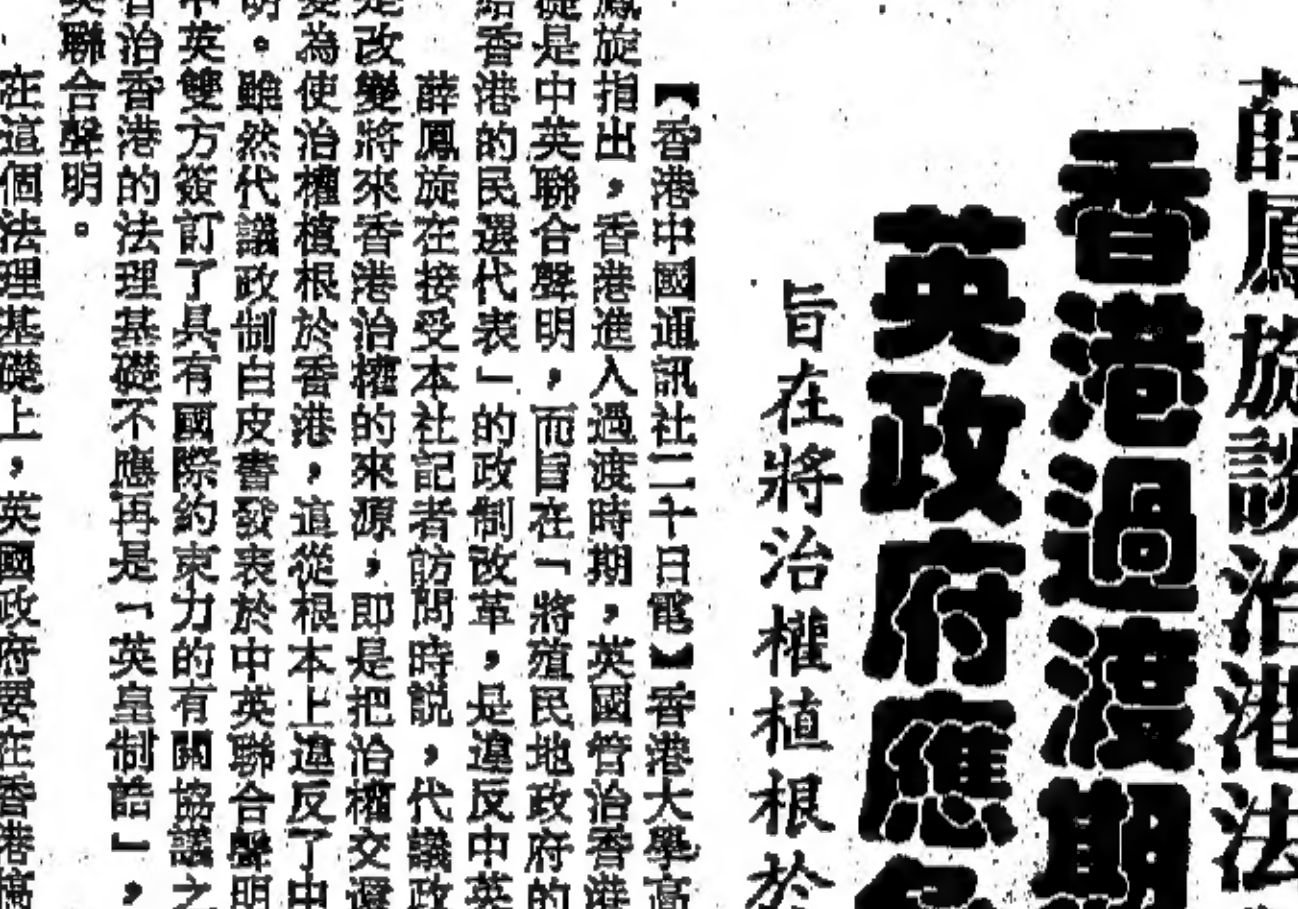 薛鳳旋談治港法
香港過渡期
英政府應
旨在將治權植根於
【香港中國通訊社二十日電】香港大學高
鳳旋指出，香港進入過渡時期，英國管治香港
從是中英聯合聲明，而旨在「將殖民地政府的
給香港的民選代表」的政制改革，是違反中英
薛鳳旋在接受本社記者訪問時說，代議政
是改變將來香港治權的來源，即是把治權交還
變為使治權植根於香港，這從根本上違反了中
明。雖然代議政制白皮書發表於中英聯合聲明
中英雙方簽訂了具有國際約束力的有關協議之
管治香港的法理基礎不應再是「英皇制誥」，
英聯合聲明。
在這個法理基礎上，英國政府要在香港搞